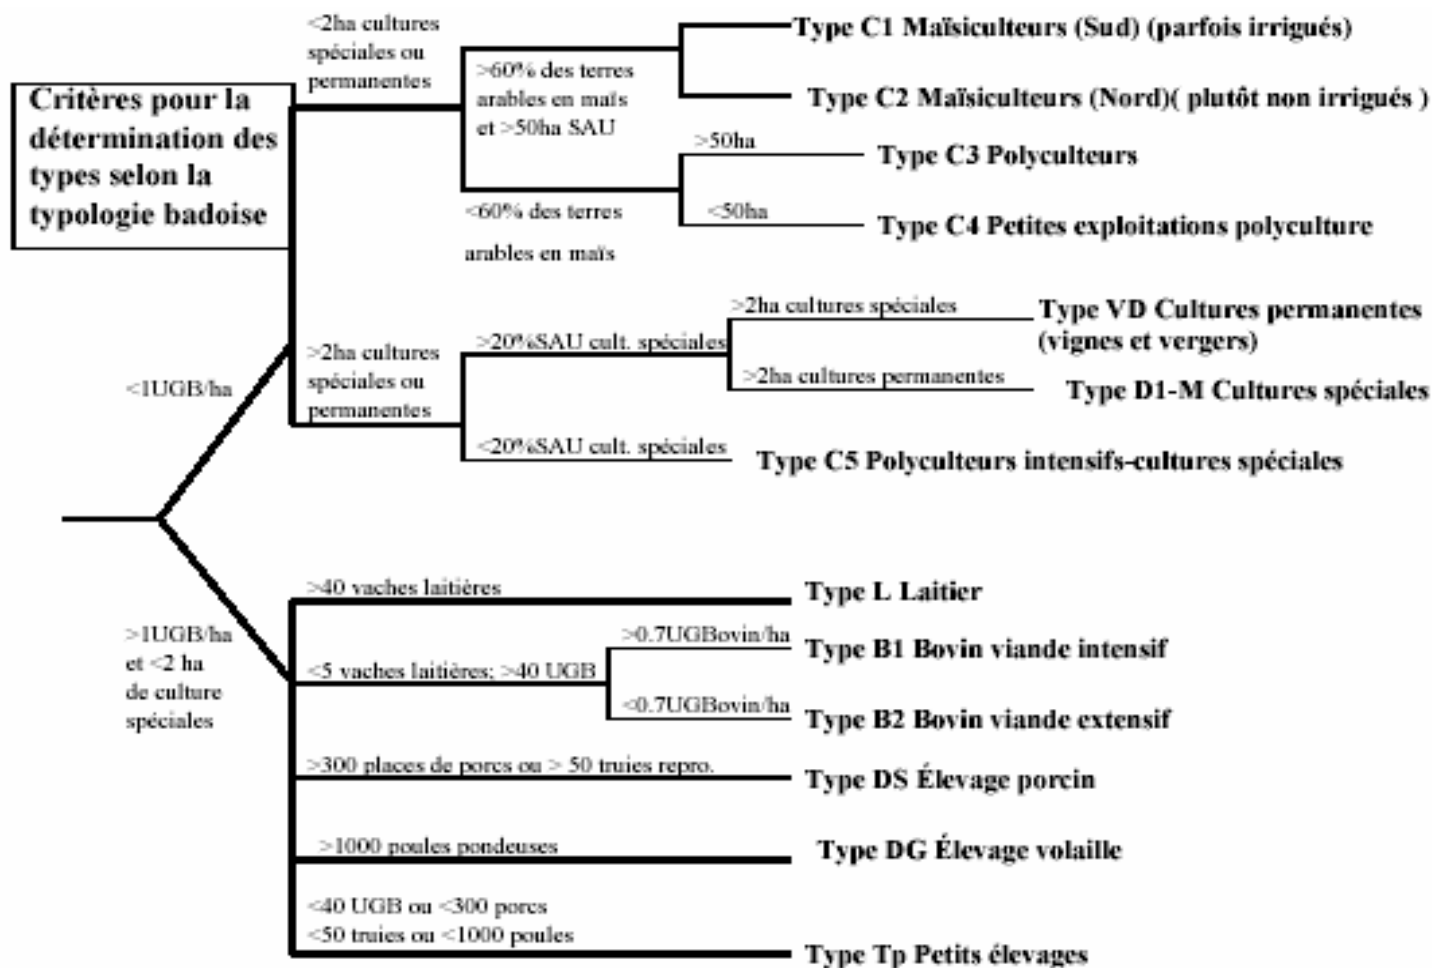 Critères pour la
détermination des
types selon la
typologie badoise
<2ha cultures
spéciales ou
permanentes
>60% des terres
arables en maïs
et >50ha SAU
Type C1 Maïsiculteurs (Sud) (parfois irrigués)
Type C2 Maïsiculteurs (Nord)( plutôt non irrigués )
<60% des terres
arables en maïs
>50ha
Type C3 Polyculteurs
<50ha
Type C4 Petites exploitations polyculture
<1UGB/ha
>2ha cultures
spéciales ou
permanentes
>20%SAU cult. spéciales
>2ha cultures spéciales
Type VD Cultures permanentes
(vignes et vergers)
>2ha cultures permanentes
Type D1-M Cultures spéciales
<20%SAU cult. spéciales
Type C5 Polyculteurs intensifs-cultures spéciales
>1UGB/ha
et <2 ha
de culture
spéciales
>40 vaches laitières
Type L Laitier
<5 vaches laitières; >40 UGB
>0.7UGBovin/ha
Type B1 Bovin viande intensif
<0.7UGBovin/ha
Type B2 Bovin viande extensif
>300 places de porcs ou > 50 truies repro.
Type DS Élevage porcin
>1000 poules pondeuses
Type DG Élevage volaille
<40 UGB ou <300 porcs
<50 truies ou <1000 poules
Type Tp Petits élevages